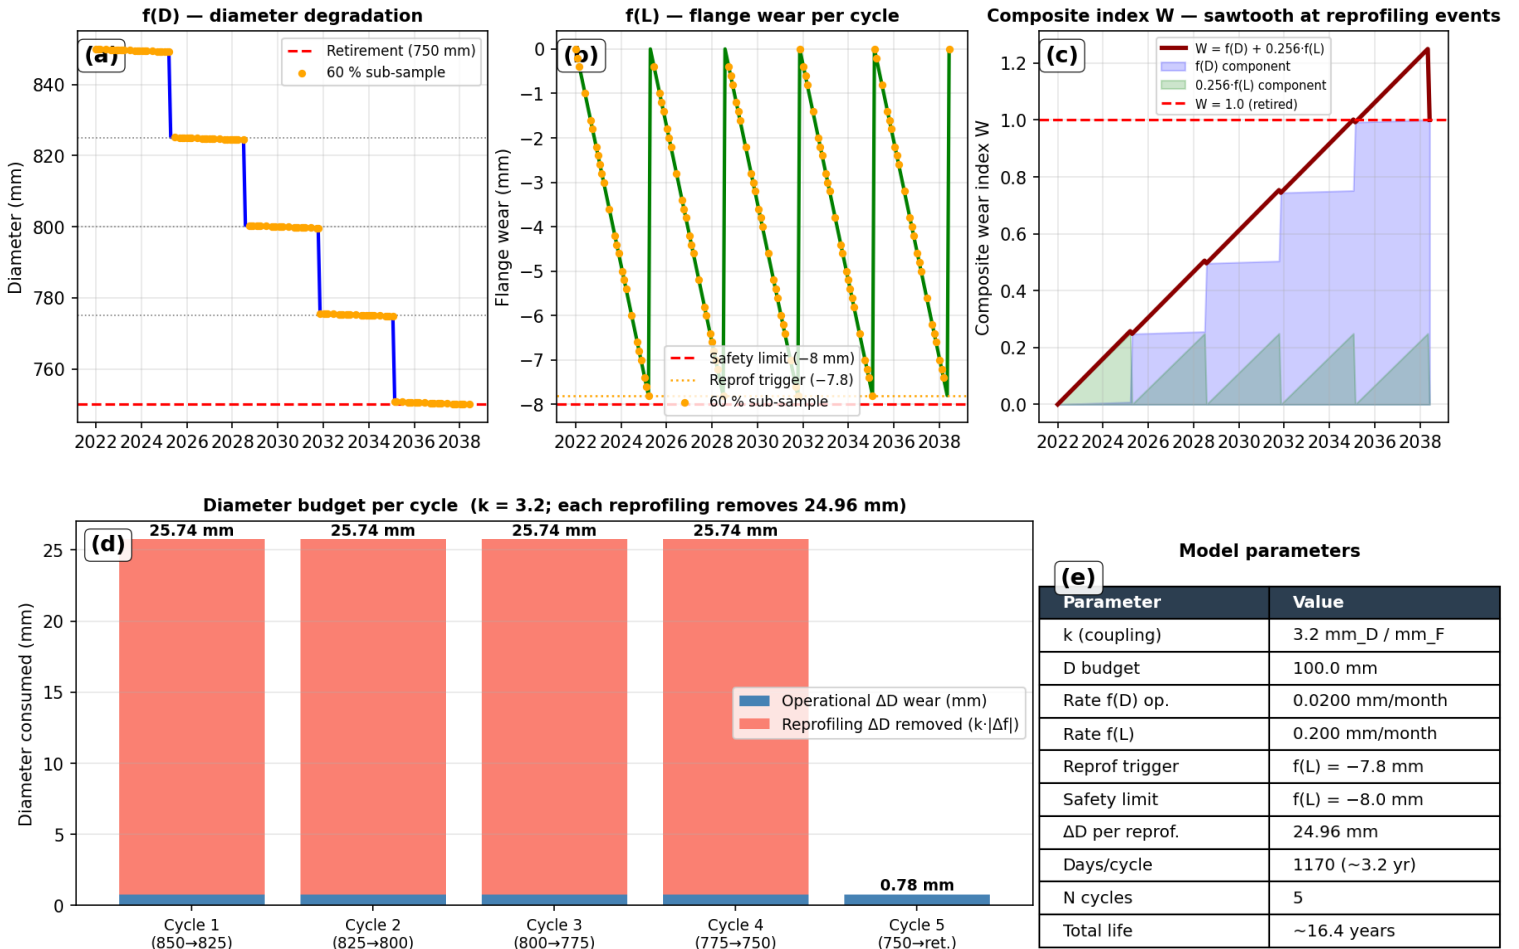 f(D) — diameter degradation
(a)
Retirement (750 mm)
60 % sub-sample
Diameter (mm)
840
820
800
780
760
2022 2024 2026 2028 2030 2032 2034 2036 2038
f(L) — flange wear per cycle
(b)
Flange wear (mm)
0
−1
−2
−3
−4
−5
−6
−7
−8
Safety limit (−8 mm)
Reprof trigger (−7.8)
60 % sub-sample
2022 2024 2026 2028 2030 2032 2034 2036 2038
Composite index W — sawtooth at reprofiling events
(c)
W = f(D) + 0.256·f(L)
f(D) component
0.256·f(L) component
W = 1.0 (retired)
Composite wear index W
1.2
1.0
0.8
0.6
0.4
0.2
0.0
2022 2024 2026 2028 2030 2032 2034 2036 2038
Diameter budget per cycle (k = 3.2; each reprofiling removes 24.96 mm)
(d)
25.74 mm 25.74 mm 25.74 mm 25.74 mm
0.78 mm
Operational ΔD wear (mm)
Reprofiling ΔD removed (k·|Δf|)
Diameter consumed (mm)
25
20
15
10
5
0
Cycle 1
(850→825)
Cycle 2
(825→800)
Cycle 3
(800→775)
Cycle 4
(775→750)
Cycle 5
(750→ret.)
Model parameters
(e)
Parameter Value
k (coupling) 3.2 mm_D / mm_F
D budget 100.0 mm
Rate f(D) op. 0.0200 mm/month
Rate f(L) 0.200 mm/month
Reprof trigger f(L) = −7.8 mm
Safety limit f(L) = −8.0 mm
ΔD per reprof. 24.96 mm
Days/cycle 1170 (~3.2 yr)
N cycles 5
Total life ~16.4 years